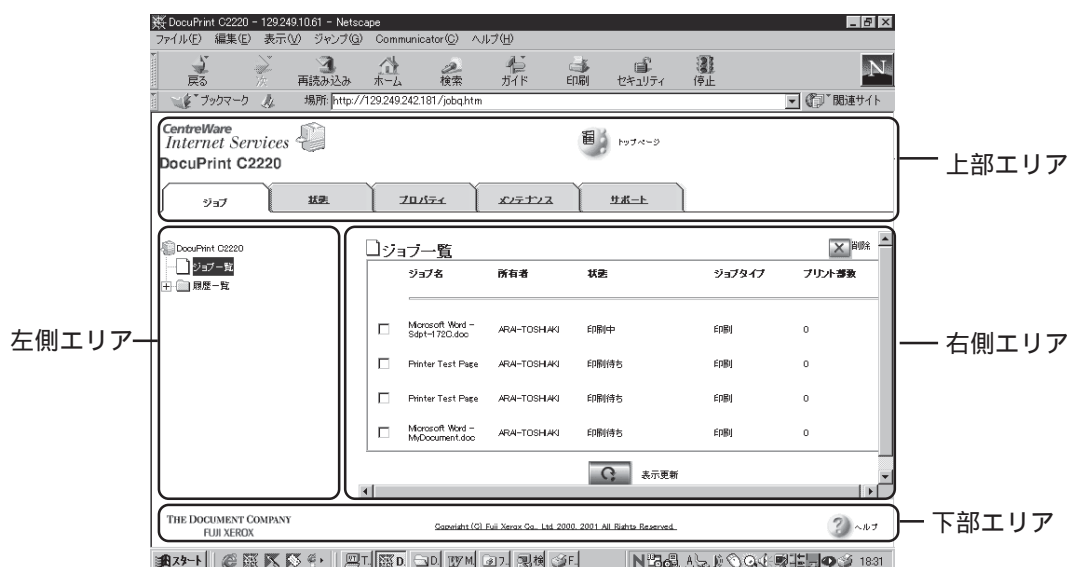 DocuPrint C2220 - 129.249.10.61 - Netscape
ファイル(F) 編集(E) 表示(V) ジャンプ(G) Communicator(C) ヘルプ(H)
戻る 次 再読み込み ホーム 検索 ガイド 印刷 セキュリティ 停止
N
ブックマーク 場所: http://129.249.242.181/jobq.htm 関連サイト
CentreWare
Internet Services
DocuPrint C2220
トップページ
上部エリア
ジョブ 状態 プロパティ メンテナンス サポート
DocuPrint C2220
ジョブ一覧
履歴一覧
左側エリア
ジョブ一覧 削除
ジョブ名 所有者 状態 ジョブタイプ プリント部数
Microsoft Word -
Sdpt-172O.doc ARAI-TOSHIAKI 印刷中 印刷 0
Printer Test Page ARAI-TOSHIAKI 印刷待ち 印刷 0
Printer Test Page ARAI-TOSHIAKI 印刷待ち 印刷 0
Microsoft Word -
MyDocument.doc ARAI-TOSHIAKI 印刷待ち 印刷 0
表示更新
右側エリア
THE DOCUMENT COMPANY
FUJI XEROX
Copyright (C) Fuji Xerox Co., Ltd. 2000, 2001 All Rights Reserved.
ヘルプ
下部エリア
スタート T. D. D. M. フ. 検 F. 18:31